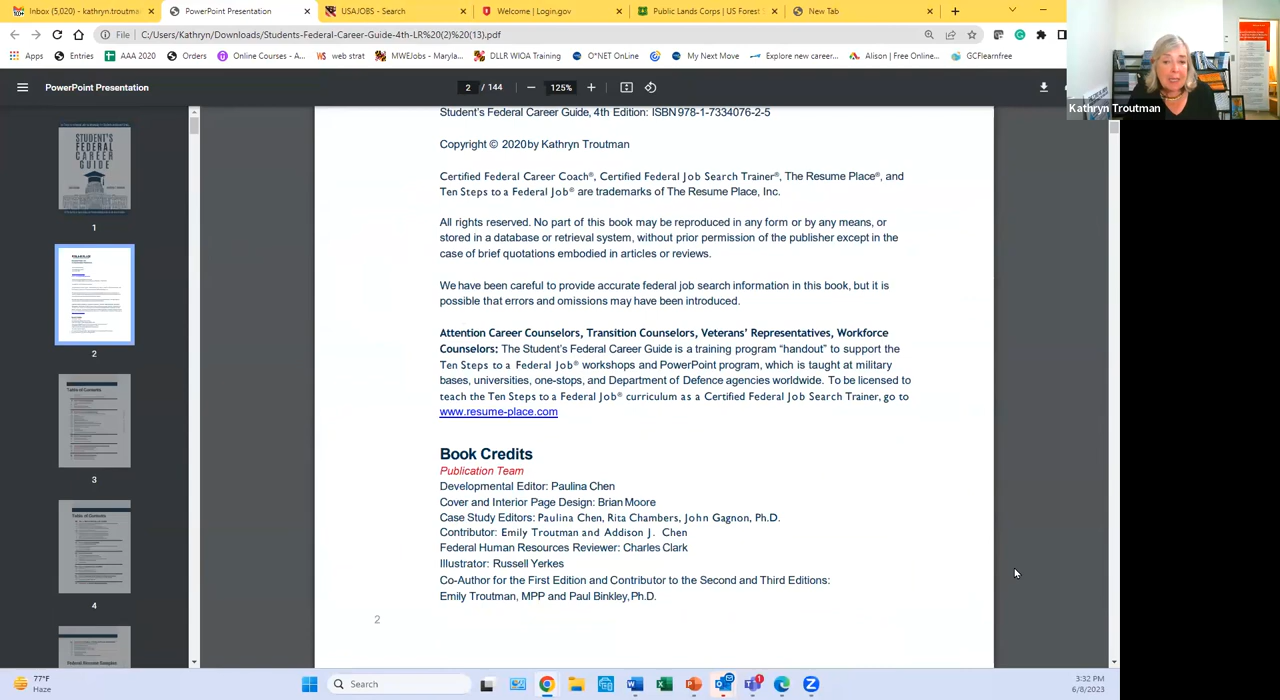 Inbox (5,020) - kathryn.troutma
PowerPoint Presentation
USAJOBS - Search
Welcome | Login.gov
Public Lands Corps | US Forest
New Tab
File
C:/Users/Kathryn/Downloads/Students-Federal-Career-Guide-4th-LR%20(2)%20(13).pdf
Apps
Entries
AAA 2020
Orders
Online Courses - A...
web strat
MWEJobs - Maryla...
DLLR WIOA Training
O*NET OnLine
My Next Move
Explore new career...
Alison | Free Online...
GCFlearnfree
Kathryn Troutman
PowerPoint Presentation
2 / 144
125%
STUDENT'S
FEDERAL
CAREER
GUIDE
1
2
Table of Contents
3
Table of Contents
4
Federal Resume Samples
Student's Federal Career Guide, 4th Edition: ISBN 978-1-7334076-2-5
Copyright © 2020 by Kathryn Troutman
Certified Federal Career Coach®, Certified Federal Job Search Trainer®, The Resume Place®, and
Ten Steps to a Federal Job® are trademarks of The Resume Place, Inc.
All rights reserved. No part of this book may be reproduced in any form or by any means, or
stored in a database or retrieval system, without prior permission of the publisher except in the
case of brief quotations embodied in articles or reviews.
We have been careful to provide accurate federal job search information in this book, but it is
possible that errors and omissions may have been introduced.
Attention Career Counselors, Transition Counselors, Veterans' Representatives, Workforce
Counselors: The Student's Federal Career Guide is a training program "handout" to support the
Ten Steps to a Federal Job® workshops and PowerPoint program, which is taught at military
bases, universities, one-stops, and Department of Defence agencies worldwide. To be licensed to
teach the Ten Steps to a Federal Job® curriculum as a Certified Federal Job Search Trainer, go to
www.resume-place.com
Book Credits
Publication Team
Developmental Editor: Paulina Chen
Cover and Interior Page Design: Brian Moore
Case Study Editors: Paulina Chen, Rita Chambers, John Gagnon, Ph.D.
Contributor: Emily Troutman and Addison J. Chen
Federal Human Resources Reviewer: Charles Clark
Illustrator: Russell Yerkes
Co-Author for the First Edition and Contributor to the Second and Third Editions:
Emily Troutman, MPP and Paul Binkley, Ph.D.
2
77°F
Haze
Search
3:32 PM
6/8/2023